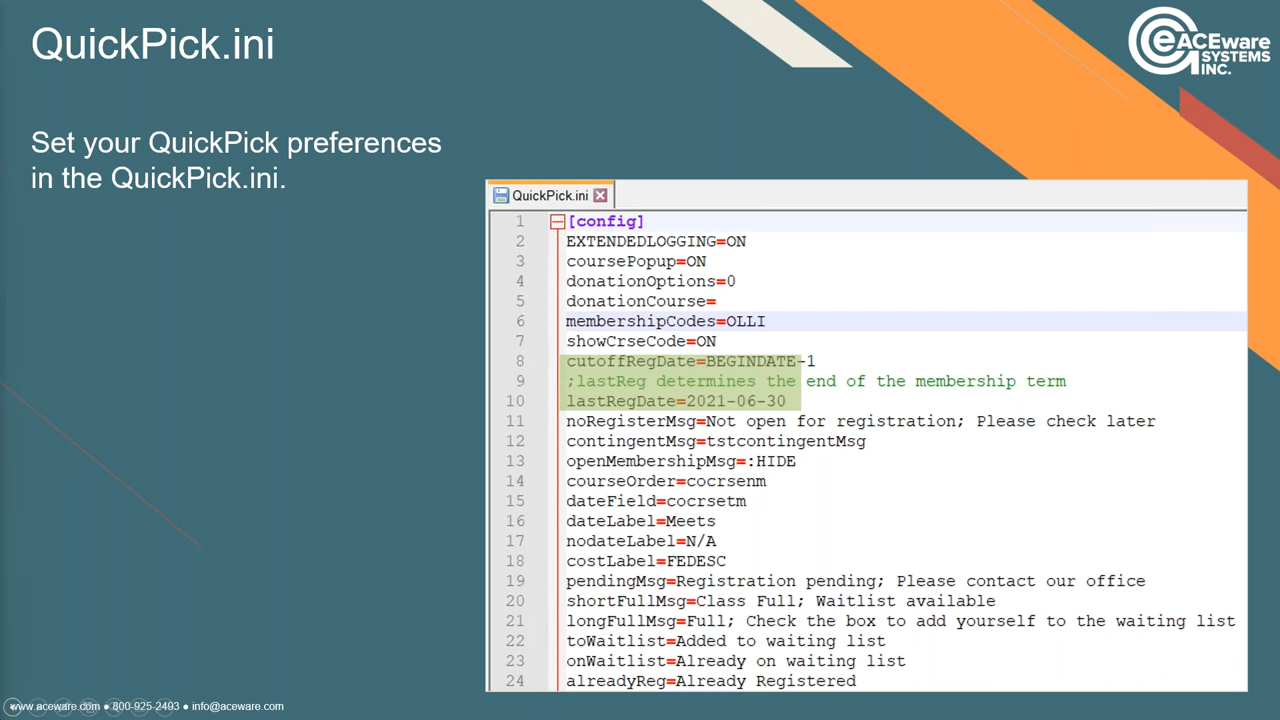 QuickPick.ini
ACEware
SYSTEMS
INC.
Set your QuickPick preferences
in the QuickPick.ini.
QuickPick.ini
1 [config]
2 EXTENDEDLOGGING=ON
3 coursePopup=ON
4 donationOptions=0
5 donationCourse=
6 membershipCodes=OLLI
7 showCrseCode=ON
8 cutoffRegDate=BEGINDATE-1
9 ;lastReg determines the end of the membership term
10 lastRegDate=2021-06-30
11 noRegisterMsg=Not open for registration; Please check later
12 contingentMsg=tstcontingentMsg
13 openMembershipMsg=:HIDE
14 courseOrder=cocrsenm
15 dateField=cocrsetm
16 dateLabel=Meets
17 nodateLabel=N/A
18 costLabel=FEDESC
19 pendingMsg=Registration pending; Please contact our office
20 shortFullMsg=Class Full; Waitlist available
21 longFullMsg=Full; Check the box to add yourself to the waiting list
22 toWaitlist=Added to waiting list
23 onWaitlist=Already on waiting list
24 alreadyReg=Already Registered
www.aceware.com ● 800-925-2493 ● info@aceware.com